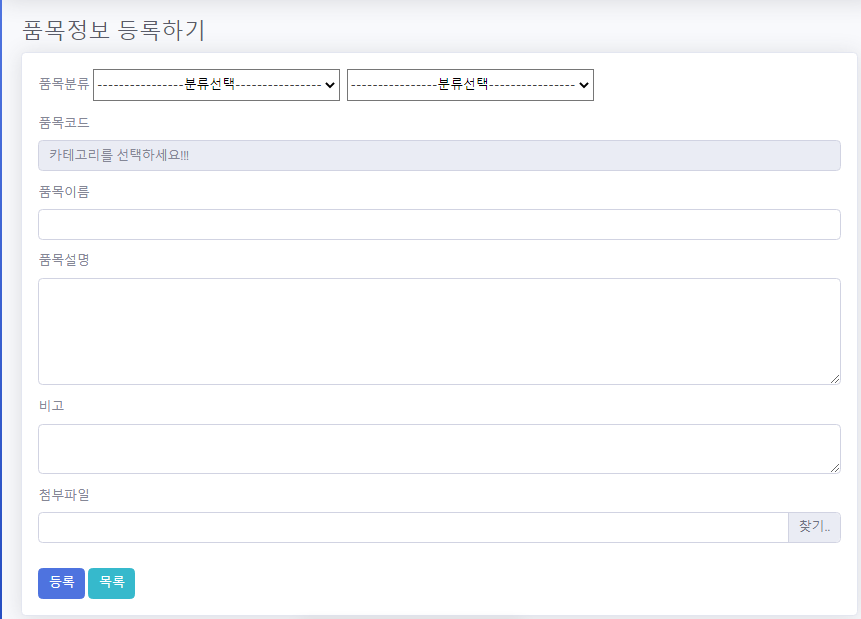 품목정보 등록하기
품목분류 ----------------분류선택---------------- ----------------분류선택----------------
품목코드
카테고리를 선택하세요!!!
품목이름
품목설명
비고
첨부파일
찾기..
등록 목록